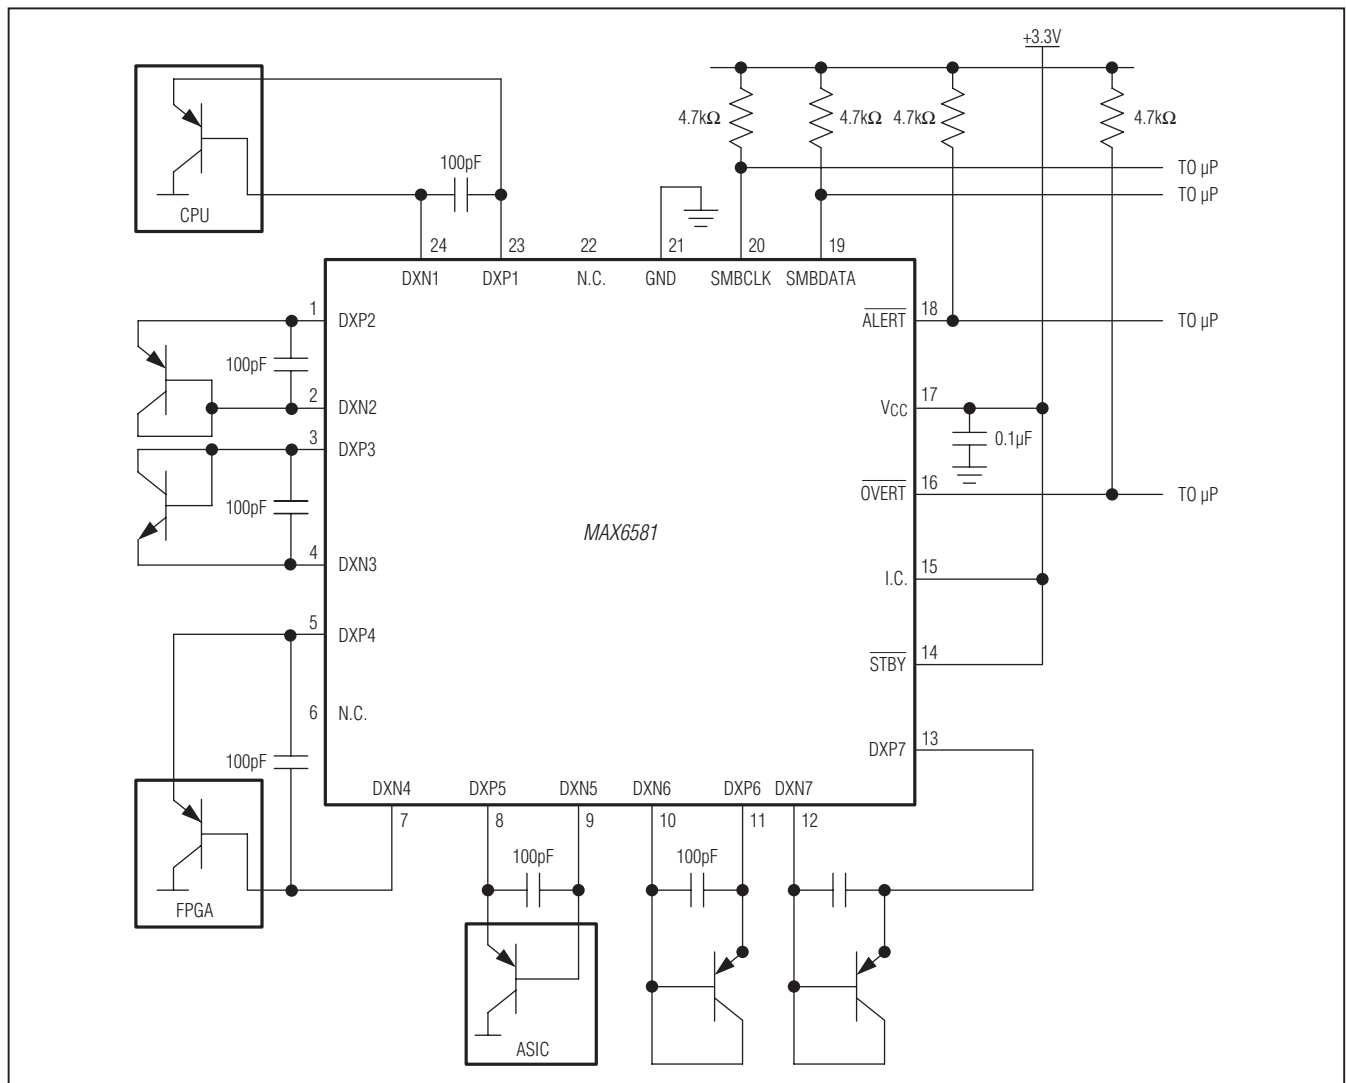 +3.3V
4.7kΩ
4.7kΩ
4.7kΩ
4.7kΩ
100pF
TO µP
TO µP
CPU
24
23
22
21
20
19
DXN1
DXP1
N.C.
GND
SMBCLK
SMBDATA
1
DXP2
ALERT
18
TO µP
100pF
2
DXN2
VCC
17
0.1µF
3
DXP3
100pF
OVERT
16
TO µP
MAX6581
4
DXN3
I.C.
15
5
DXP4
STBY
14
6
N.C.
DXP7
13
100pF
DXN4
DXP5
DXN5
DXN6
DXP6
DXN7
7
8
9
10
11
12
100pF
100pF
FPGA
ASIC